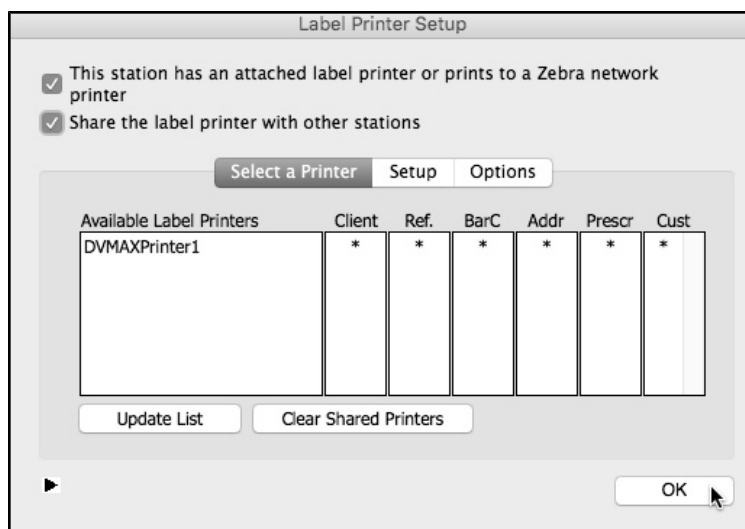 Label Printer Setup
This station has an attached label printer or prints to a Zebra network
printer
Share the label printer with other stations
Select a Printer Setup Options
Available Label Printers Client Ref. BarC Addr Prescr Cust
DVMAXPrinter1 * * * * * *
Update List Clear Shared Printers
OK